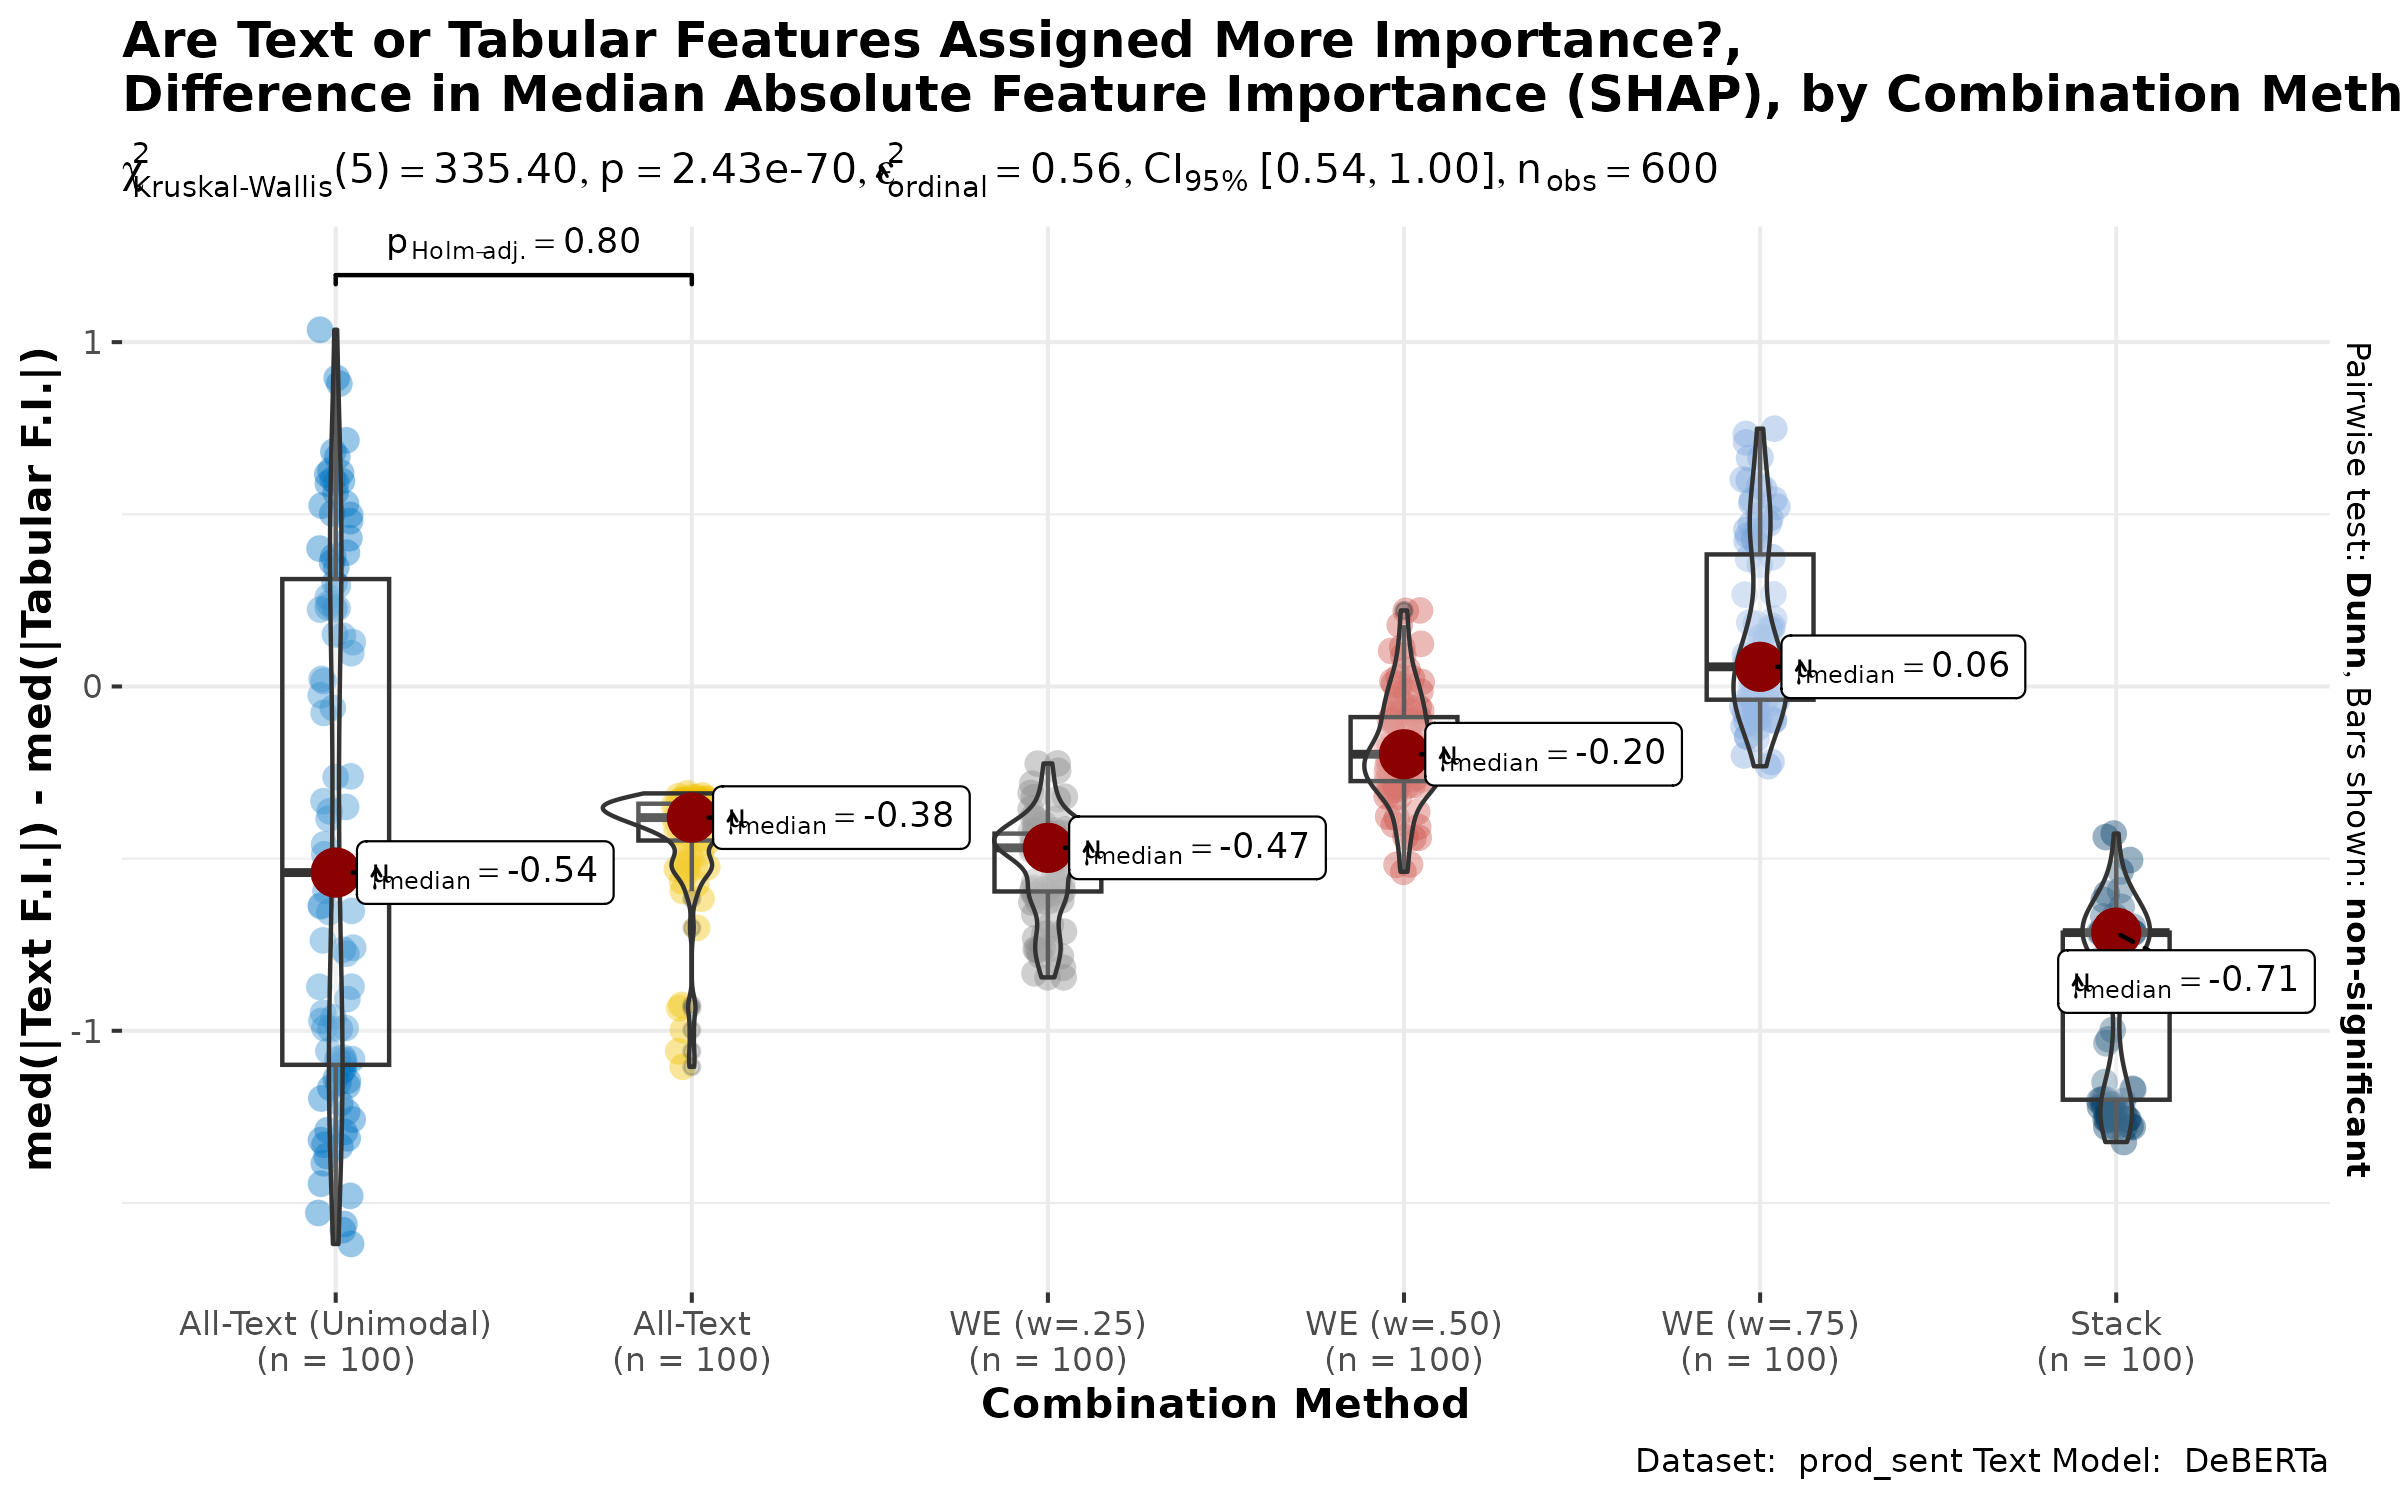 Are Text or Tabular Features Assigned More Importance?,
Difference in Median Absolute Feature Importance (SHAP), by Combination Meth
χ²Kruskal-Wallis(5) = 335.40, p = 2.43e-70, ε²ordinal = 0.56, CI95% [0.54, 1.00], nobs = 600
pHolm-adj. = 0.80
med(|Text F.I.|) - med(|Tabular F.I.|)
1
0
-1
μ̂median = -0.54
μ̂median = -0.38
μ̂median = -0.47
μ̂median = -0.20
μ̂median = 0.06
μ̂median = -0.71
Pairwise test: Dunn, Bars shown: non-significant
All-Text (Unimodal)
(n = 100)
All-Text
(n = 100)
WE (w=.25)
(n = 100)
WE (w=.50)
(n = 100)
WE (w=.75)
(n = 100)
Stack
(n = 100)
Combination Method
Dataset: prod_sent Text Model: DeBERTa